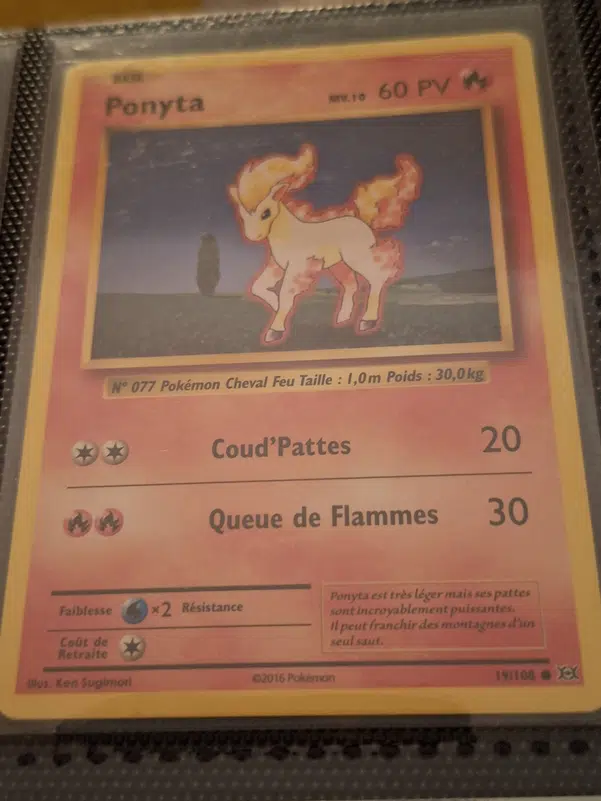 BASE
Ponyta
NIV.10 60 PV
N° 077 Pokémon Cheval Feu Taille : 1,0m Poids : 30,0kg
Coud'Pattes 20
Queue de Flammes 30
Faiblesse ×2 Résistance
Coût de
Retraite
Ponyta est très léger mais ses pattes
sont incroyablement puissantes.
Il peut franchir des montagnes d'un
seul saut.
Illus. Ken Sugimori ©2016 Pokémon 19/108